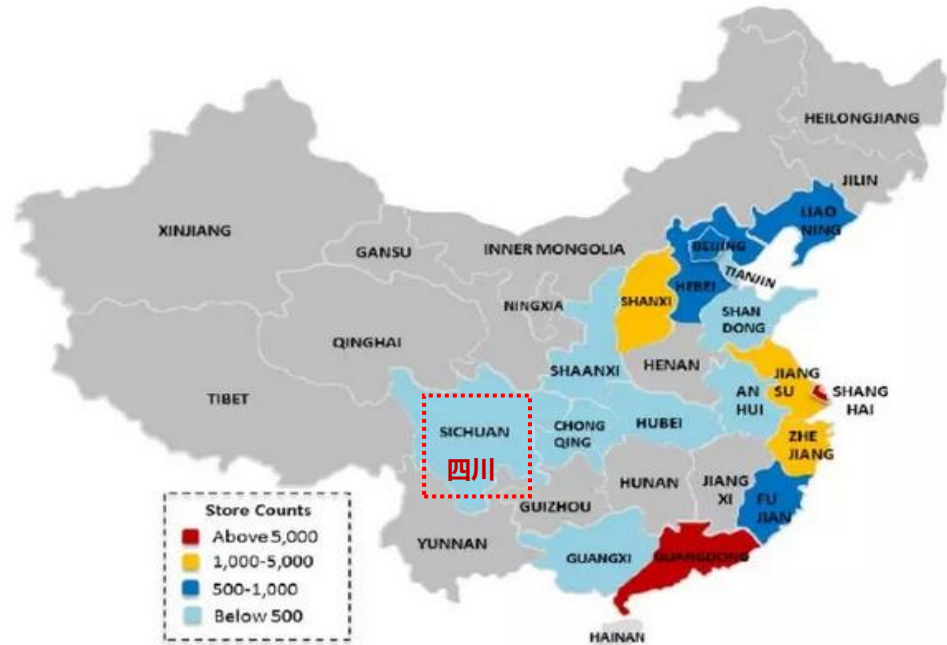 HEILONGJIANG
JILIN
LIAO
NING
XINJIANG
GANSU
INNER MONGOLIA
BEIJING
TIANJIN
HEBEI
NINGXIA
SHANXI
SHAN
DONG
QINGHAI
SHAANXI
HENAN
JIANG
SU
SHANG
HAI
AN
HUI
TIBET
SICHUAN
四川
CHONG
QING
HUBEI
ZHE
JIANG
HUNAN
JIANG
XI
GUIZHOU
FU
JIAN
YUNNAN
GUANGXI
GUANGDONG
HAINAN
Store Counts
Above 5,000
1,000-5,000
500-1,000
Below 500